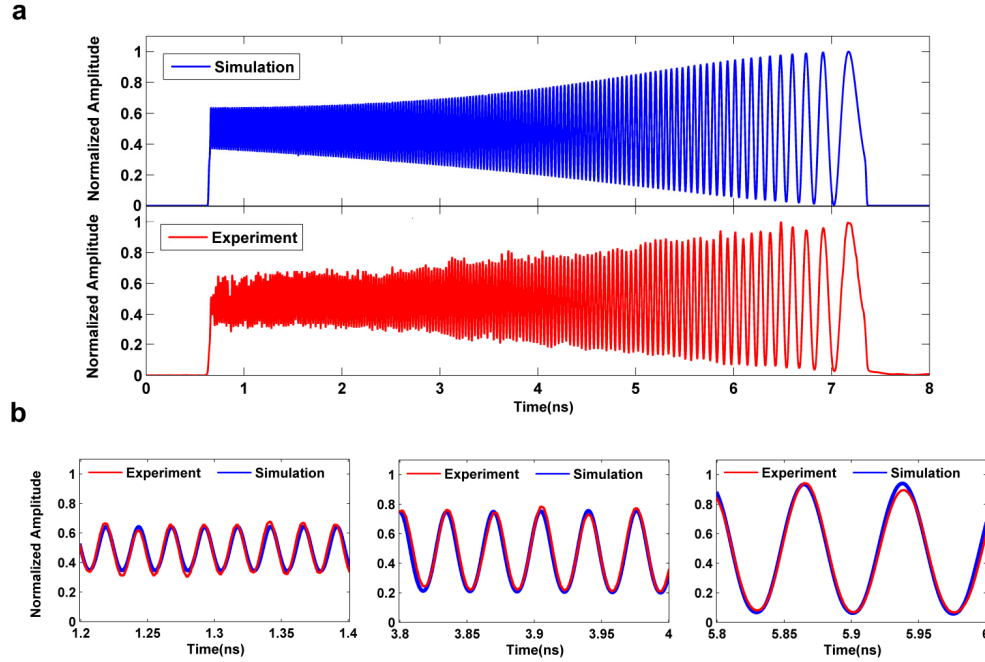 a
Normalized Amplitude
1
0.8
0.6
0.4
0.2
0
Simulation
Normalized Amplitude
1
0.8
0.6
0.4
0.2
0
Experiment
0 1 2 3 4 5 6 7 8
Time(ns)
b
Normalized Amplitude
1
0.8
0.6
0.4
0.2
0
Experiment Simulation
1.2 1.25 1.3 1.35 1.4
Time(ns)
1
0.8
0.6
0.4
0.2
0
Experiment Simulation
3.8 3.85 3.9 3.95 4
Time(ns)
1
0.8
0.6
0.4
0.2
0
Experiment Simulation
5.8 5.85 5.9 5.95 6
Time(ns)